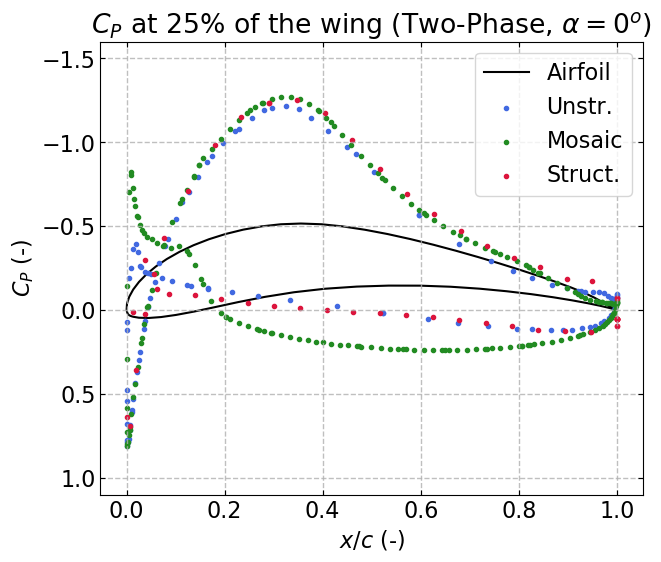 C_P at 25% of the wing (Two-Phase, α = 0^o)
Airfoil
Unstr.
Mosaic
Struct.
−1.5
−1.0
−0.5
0.0
0.5
1.0
C_P (-)
0.0 0.2 0.4 0.6 0.8 1.0
x/c (-)